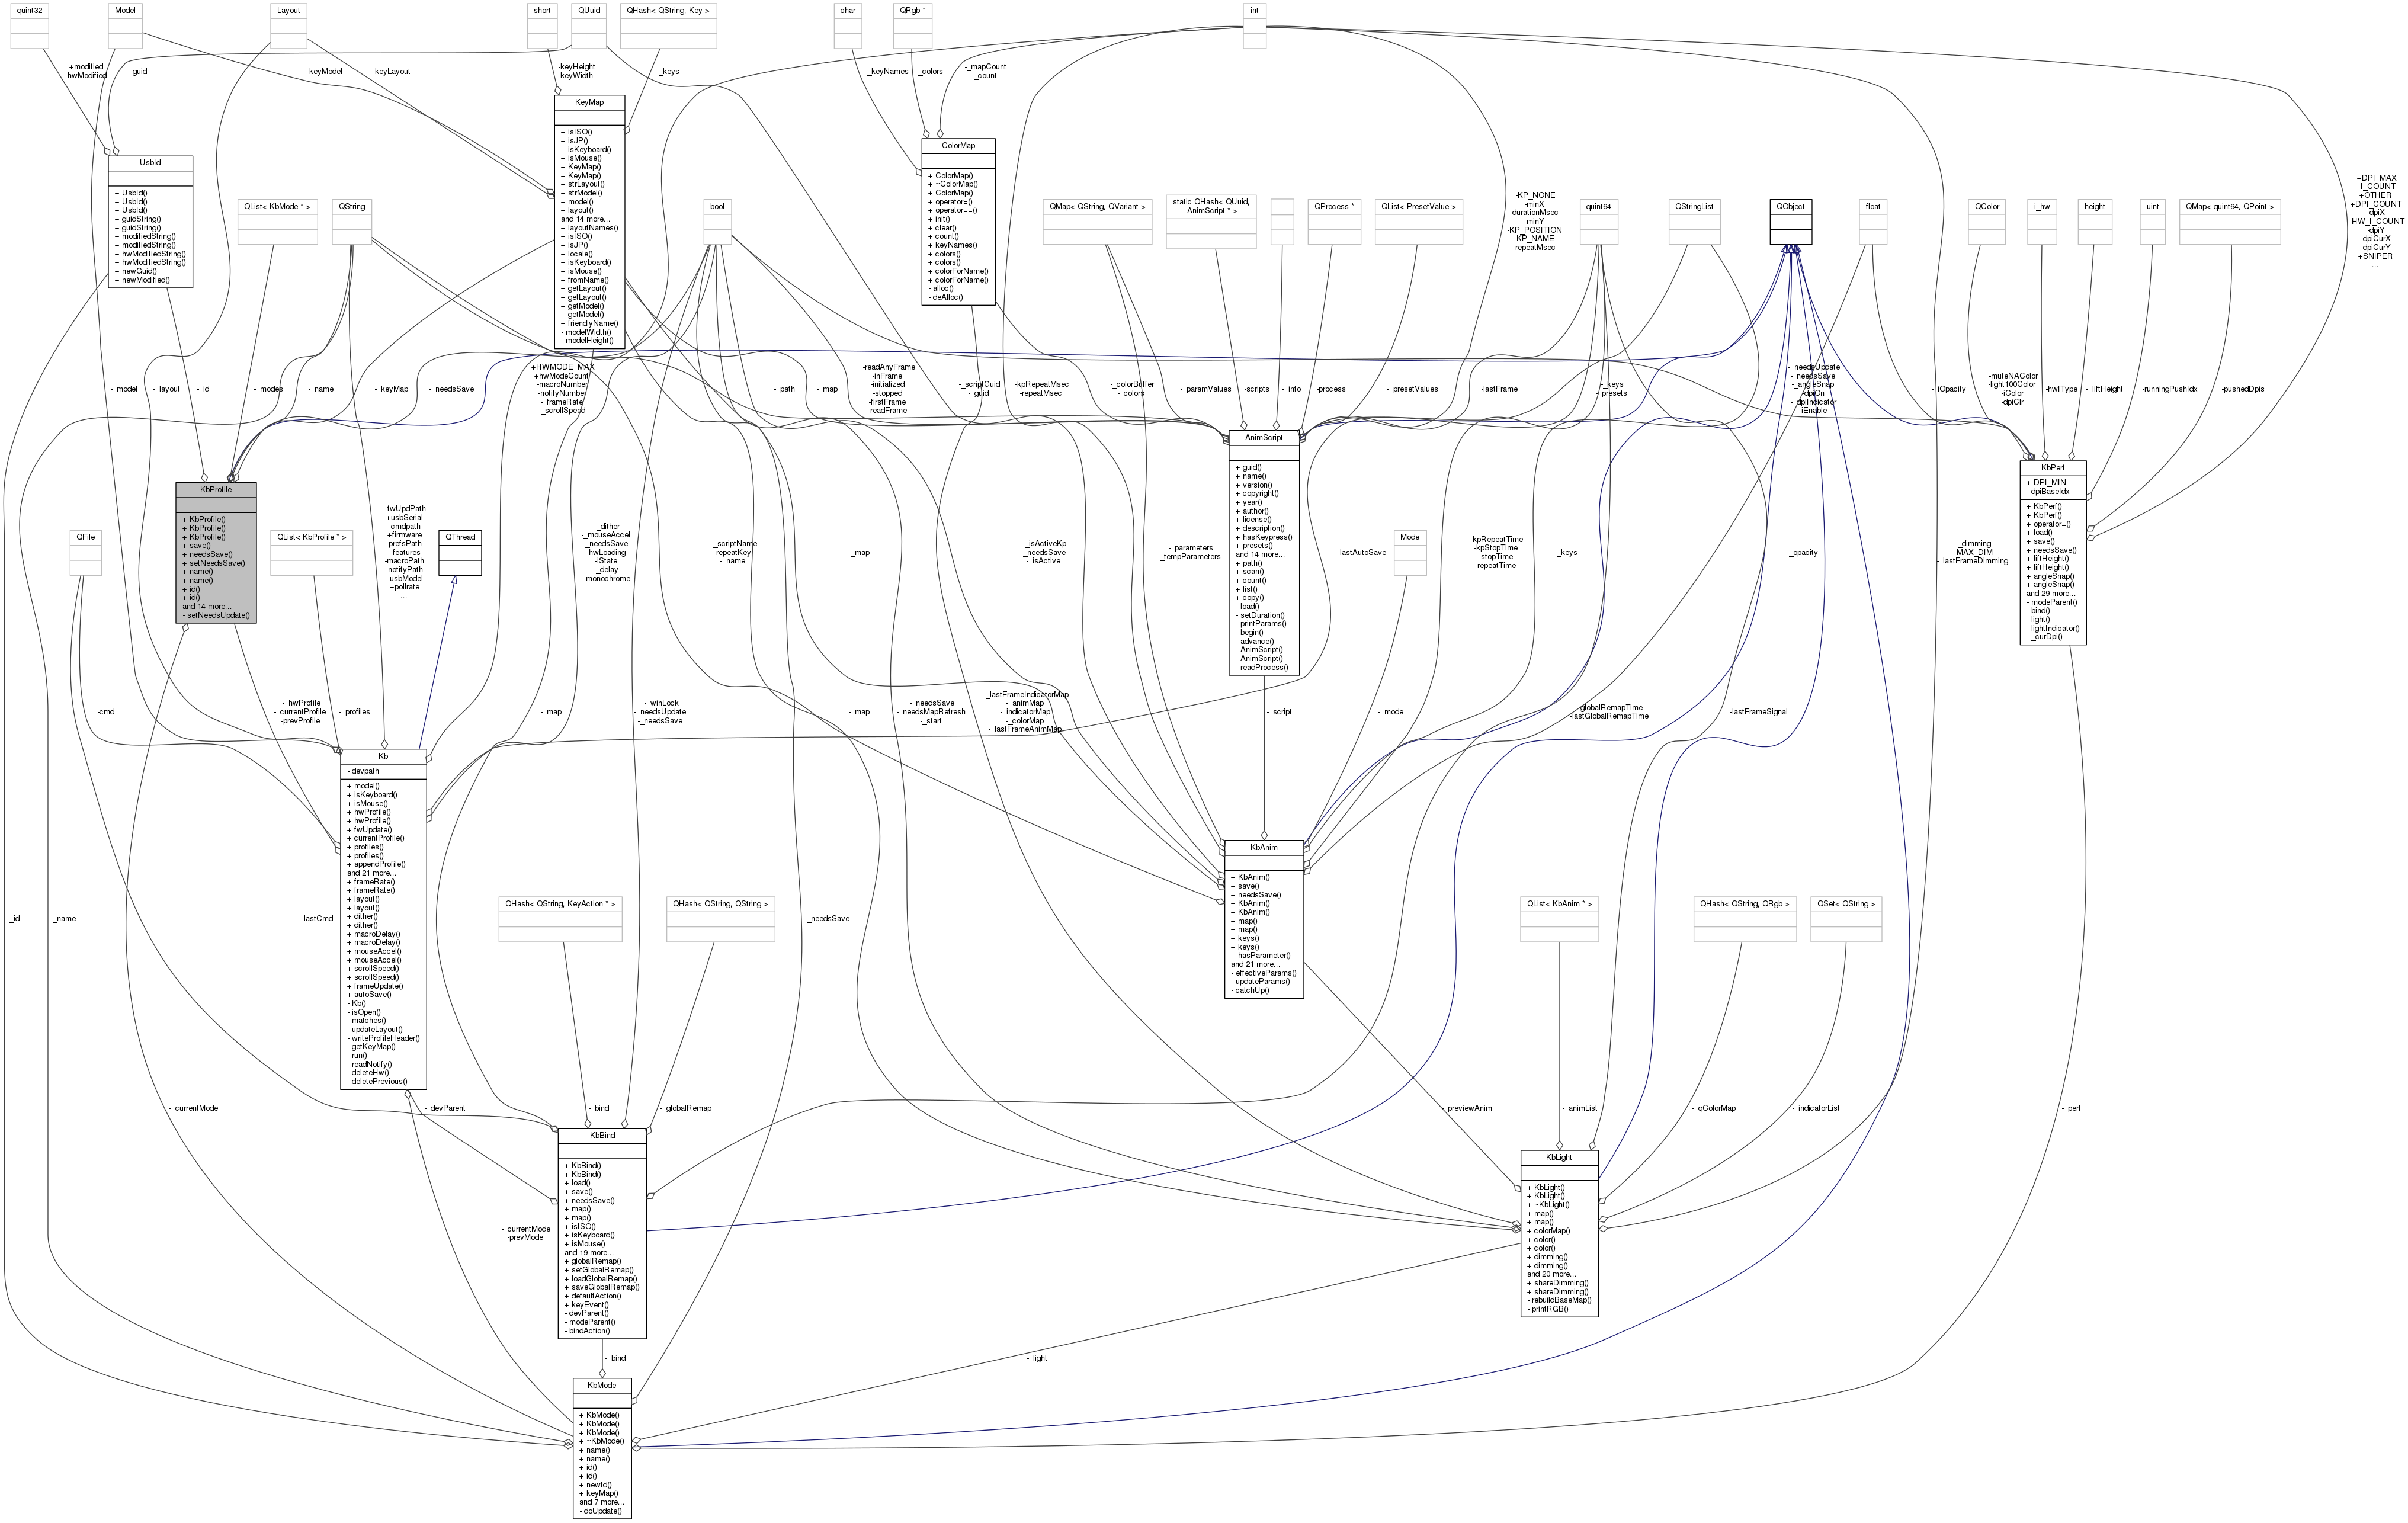 quint32
Model
Layout
short
QUuid
QHash< QString, Key >
char
QRgb *
int
+modified
+hwModified
+guid
-keyModel
-keyLayout
-keyHeight
-keyWidth
-_keys
-_keyNames
-_colors
-_mapCount
-_count
KeyMap
+ isISO()
+ isJP()
+ isKeyboard()
+ isMouse()
+ KeyMap()
+ KeyMap()
+ strLayout()
+ strModel()
+ model()
+ layout()
and 14 more...
+ layoutNames()
+ isISO()
+ isJP()
+ locale()
+ isKeyboard()
+ isMouse()
+ fromName()
+ getLayout()
+ getLayout()
+ getModel()
+ getModel()
+ friendlyName()
- modelWidth()
- modelHeight()
ColorMap
+ ColorMap()
+ ~ColorMap()
+ ColorMap()
+ operator=()
+ operator==()
+ init()
+ clear()
+ count()
+ keyNames()
+ colors()
+ colors()
+ colorForName()
+ colorForName()
- alloc()
- deAlloc()
UsbId
+ UsbId()
+ UsbId()
+ UsbId()
+ guidString()
+ guidString()
+ modifiedString()
+ modifiedString()
+ hwModifiedString()
+ hwModifiedString()
+ newGuid()
+ newModified()
QList< KbMode * >
QString
bool
QMap< QString, QVariant >
static QHash< QUuid,
AnimScript * >
QProcess *
QList< PresetValue >
-KP_NONE
-minX
-durationMsec
-minY
-KP_POSITION
-KP_NAME
-repeatMsec
quint64
QStringList
QObject
float
QColor
i_hw
height
uint
QMap< quint64, QPoint >
+DPI_MAX
+I_COUNT
+OTHER
+DPI_COUNT
-dpiX
+HW_I_COUNT
-dpiY
-dpiCurX
-dpiCurY
+SNIPER
...
-_model
-_layout
-_id
-_modes
-_name
-_keyMap
-_needsSave
+HWMODE_MAX
+hwModeCount
-macroNumber
-notifyNumber
-_frameRate
-_scrollSpeed
-_path
-_map
-readAnyFrame
-inFrame
-initialized
-stopped
-firstFrame
-readFrame
-_scriptGuid
-_guid
-kpRepeatMsec
-repeatMsec
-_colorBuffer
-_colors
-_paramValues
-scripts
-_info
-process
-_presetValues
-lastFrame
-_keys
-_presets
-_needsUpdate
-_needsSave
-_angleSnap
-dpiOn
-_dpiIndicator
-iEnable
-_iOpacity
-muteNAColor
-light100Color
-iColor
-dpiClr
-hwIType
-_liftHeight
-runningPushIdx
-pushedDpis
AnimScript
+ guid()
+ name()
+ version()
+ copyright()
+ year()
+ author()
+ license()
+ description()
+ hasKeypress()
+ presets()
and 14 more...
+ path()
+ scan()
+ count()
+ list()
+ copy()
- load()
- setDuration()
- printParams()
- begin()
- advance()
- AnimScript()
- AnimScript()
- readProcess()
KbPerf
+ DPI_MIN
- dpiBaseIdx
+ KbPerf()
+ KbPerf()
+ operator=()
+ load()
+ save()
+ needsSave()
+ liftHeight()
+ liftHeight()
+ angleSnap()
+ angleSnap()
and 29 more...
- modeParent()
- bind()
- light()
- lightIndicator()
- _curDpi()
KbProfile
+ KbProfile()
+ KbProfile()
+ KbProfile()
+ save()
+ needsSave()
+ setNeedsSave()
+ name()
+ name()
+ id()
+ id()
and 14 more...
- setNeedsUpdate()
QFile
QList< KbProfile * >
-fwUpdPath
+usbSerial
-cmdpath
+firmware
-prefsPath
+features
-macroPath
-notifyPath
+usbModel
+pollrate
...
QThread
-_dither
-_mouseAccel
-_needsSave
-hwLoading
-iState
-_delay
+monochrome
-_scriptName
-repeatKey
-_name
-_map
-_isActiveKp
-_needsSave
-_isActive
-_parameters
-_tempParameters
-lastAutoSave
Mode
-kpRepeatTime
-kpStopTime
-stopTime
-repeatTime
-_keys
-_opacity
-_dimming
+MAX_DIM
-_lastFrameDimming
-cmd
-_hwProfile
-_currentProfile
-prevProfile
-_profiles
-_map
-_winLock
-_needsUpdate
-_needsSave
-_map
-_needsSave
-_needsMapRefresh
-_start
-_lastFrameIndicatorMap
-_animMap
-_indicatorMap
-_colorMap
-_lastFrameAnimMap
-_script
-_mode
-globalRemapTime
-lastGlobalRemapTime
-lastFrameSignal
Kb
- devpath
+ model()
+ isKeyboard()
+ isMouse()
+ hwProfile()
+ hwProfile()
+ fwUpdate()
+ currentProfile()
+ profiles()
+ profiles()
+ appendProfile()
and 21 more...
+ frameRate()
+ frameRate()
+ layout()
+ layout()
+ dither()
+ dither()
+ macroDelay()
+ macroDelay()
+ mouseAccel()
+ mouseAccel()
+ scrollSpeed()
+ scrollSpeed()
+ frameUpdate()
+ autoSave()
- Kb()
- isOpen()
- matches()
- updateLayout()
- writeProfileHeader()
- getKeyMap()
- run()
- readNotify()
- deleteHw()
- deletePrevious()
KbAnim
+ KbAnim()
+ save()
+ needsSave()
+ KbAnim()
+ KbAnim()
+ map()
+ map()
+ keys()
+ keys()
+ hasParameter()
and 21 more...
- effectiveParams()
- updateParams()
- catchUp()
-_id
-_name
-lastCmd
QHash< QString, KeyAction * >
QHash< QString, QString >
-_needsSave
QList< KbAnim * >
QHash< QString, QRgb >
QSet< QString >
-_currentMode
-_devParent
-_bind
-_globalRemap
-_previewAnim
-_animList
-_qColorMap
-_indicatorList
-_perf
KbBind
+ KbBind()
+ KbBind()
+ load()
+ save()
+ needsSave()
+ map()
+ map()
+ isISO()
+ isKeyboard()
+ isMouse()
and 19 more...
+ globalRemap()
+ setGlobalRemap()
+ loadGlobalRemap()
+ saveGlobalRemap()
+ defaultAction()
+ keyEvent()
- devParent()
- modeParent()
- bindAction()
KbLight
+ KbLight()
+ KbLight()
+ ~KbLight()
+ map()
+ map()
+ colorMap()
+ color()
+ color()
+ dimming()
+ dimming()
and 20 more...
+ shareDimming()
+ shareDimming()
- rebuildBaseMap()
- printRGB()
-_currentMode
-prevMode
-_bind
-_light
KbMode
+ KbMode()
+ KbMode()
+ KbMode()
+ ~KbMode()
+ name()
+ name()
+ id()
+ id()
+ newId()
+ keyMap()
and 7 more...
- doUpdate()